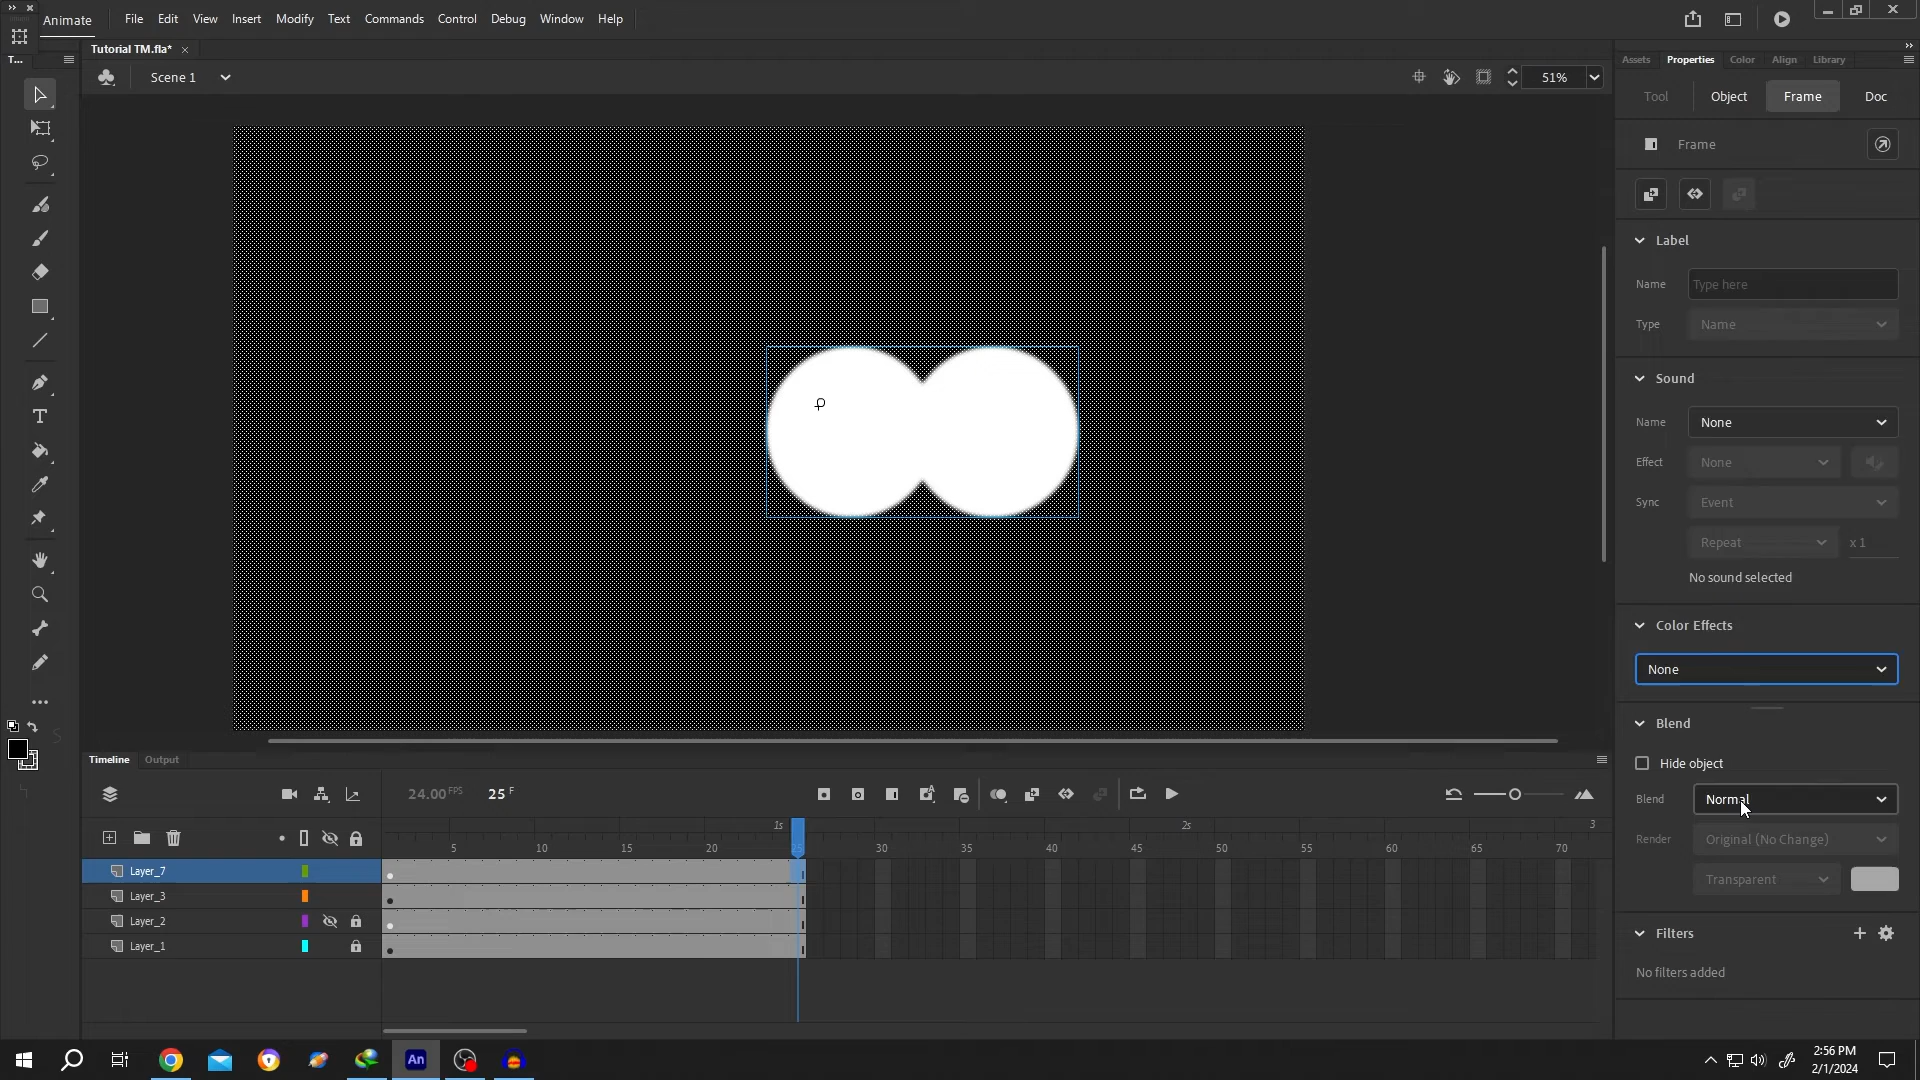 Animate
File
Edit
View
Insert
Modify
Text
Commands
Control
Debug
Window
Help
T...
Tutorial TM.fla*
Scene 1
51%
Assets
Properties
Color
Align
Library
Tool
Object
Frame
Doc
Frame
Label
Name
Type here
Type
Name
Sound
Name
None
Effect
None
Sync
Event
Repeat
x 1
No sound selected
Color Effects
None
Blend
Hide object
Blend
Normal
Render
Original (No Change)
Transparent
Filters
No filters added
Timeline
Output
24.00 FPS
25 F
1s
2s
3
5
10
15
20
25
30
35
40
45
50
55
60
65
70
Layer_7
Layer_3
Layer_2
Layer_1
An
2:56 PM
2/1/2024